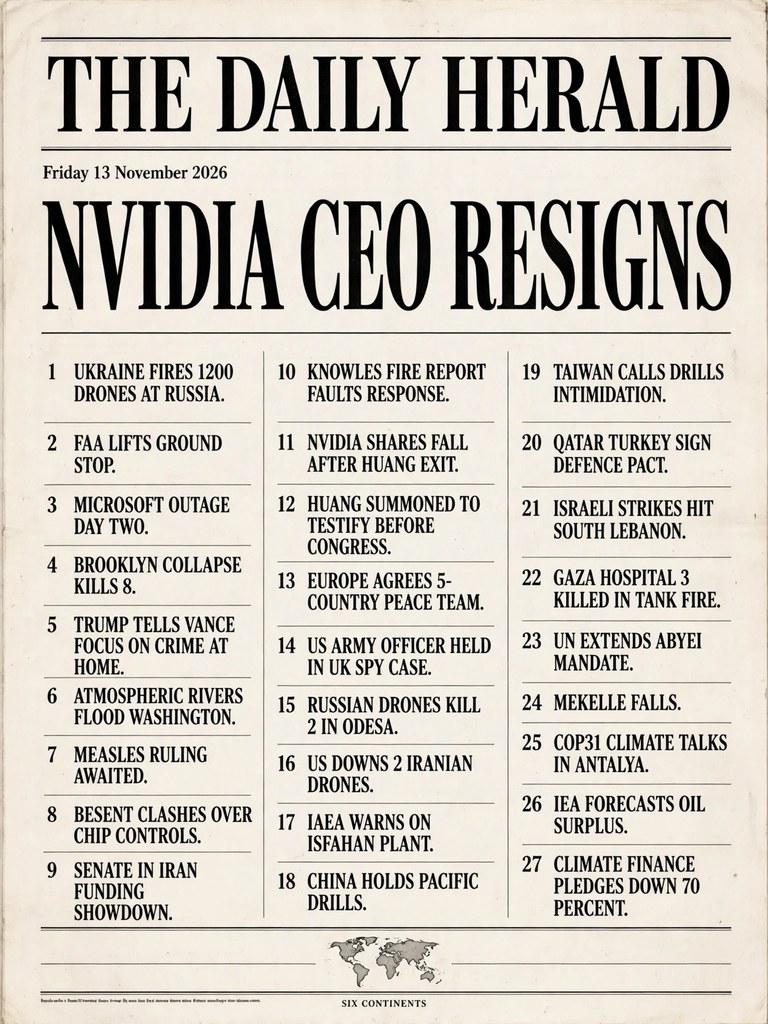 THE DAILY HERALD
Friday 13 November 2026
NVIDIA CEO RESIGNS
1 UKRAINE FIRES 1200
DRONES AT RUSSIA.
2 FAA LIFTS GROUND
STOP.
3 MICROSOFT OUTAGE
DAY TWO.
4 BROOKLYN COLLAPSE
KILLS 8.
5 TRUMP TELLS VANCE
FOCUS ON CRIME AT
HOME.
6 ATMOSPHERIC RIVERS
FLOOD WASHINGTON.
7 MEASLES RULING
AWAITED.
8 BESENT CLASHES OVER
CHIP CONTROLS.
9 SENATE IN IRAN
FUNDING
SHOWDOWN.
10 KNOWLES FIRE REPORT
FAULTS RESPONSE.
11 NVIDIA SHARES FALL
AFTER HUANG EXIT.
12 HUANG SUMMONED TO
TESTIFY BEFORE
CONGRESS.
13 EUROPE AGREES 5-
COUNTRY PEACE TEAM.
14 US ARMY OFFICER HELD
IN UK SPY CASE.
15 RUSSIAN DRONES KILL
2 IN ODESA.
16 US DOWNS 2 IRANIAN
DRONES.
17 IAEA WARNS ON
ISFAHAN PLANT.
18 CHINA HOLDS PACIFIC
DRILLS.
19 TAIWAN CALLS DRILLS
INTIMIDATION.
20 QATAR TURKEY SIGN
DEFENCE PACT.
21 ISRAELI STRIKES HIT
SOUTH LEBANON.
22 GAZA HOSPITAL 3
KILLED IN TANK FIRE.
23 UN EXTENDS ABYEI
MANDATE.
24 MEKELLE FALLS.
25 COP31 CLIMATE TALKS
IN ANTALYA.
26 IEA FORECASTS OIL
SURPLUS.
27 CLIMATE FINANCE
PLEDGES DOWN 70
PERCENT.
SIX CONTINENTS